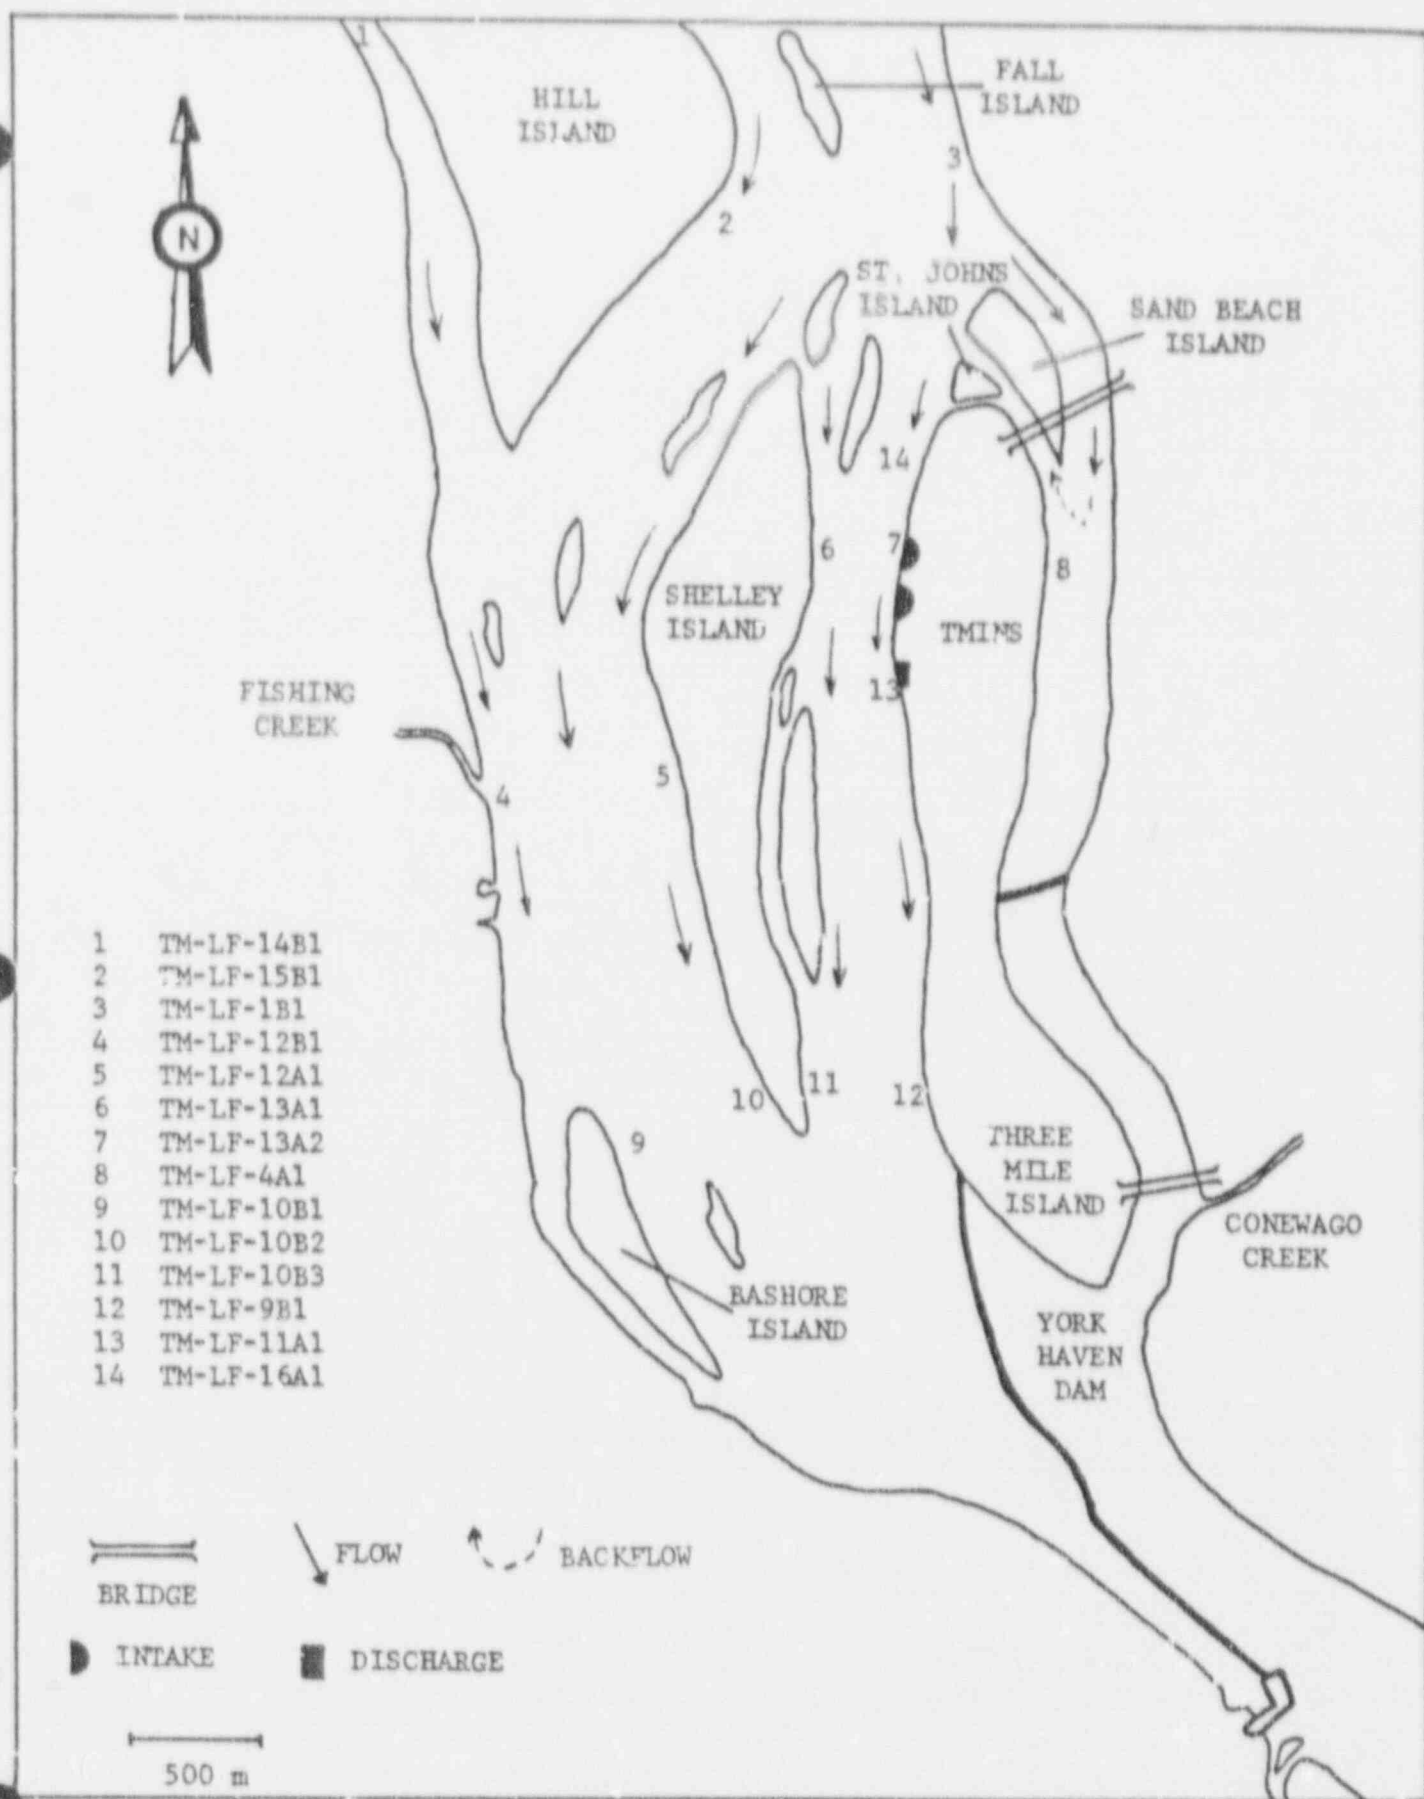 1
HILL
ISLAND
FALL
ISLAND
N
3
2
ST. JOHNS
ISLAND
SAND BEACH
ISLAND
14
6
7
8
SHELLEY
ISLAND
TMINS
FISHING
CREEK
13
5
4
1 TM-LF-14B1
2 TM-LF-15B1
3 TM-LF-1B1
4 TM-LF-12B1
5 TM-LF-12A1
6 TM-LF-13A1
7 TM-LF-13A2
8 TM-LF-4A1
9 TM-LF-10B1
10 TM-LF-10B2
11 TM-LF-10B3
12 TM-LF-9B1
13 TM-LF-11A1
14 TM-LF-16A1
10
11
12
9
THREE
MILE
ISLAND
CONEWAGO
CREEK
BASHORE
ISLAND
YORK
HAVEN
DAM
BRIDGE
FLOW
BACKFLOW
INTAKE
DISCHARGE
500 m